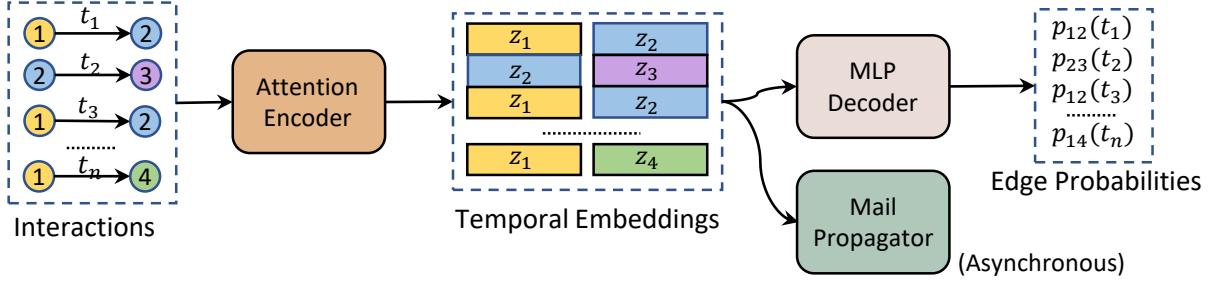 1 t₁ 2
2 t₂ 3
1 t₃ 2
......
1 tₙ 4
Interactions
Attention
Encoder
z₁ z₂
z₂ z₃
z₁ z₂
..............
z₁ z₄
Temporal Embeddings
MLP
Decoder
Mail
Propagator
(Asynchronous)
p₁₂(t₁)
p₂₃(t₂)
p₁₂(t₃)
.......
p₁₄(tₙ)
Edge Probabilities